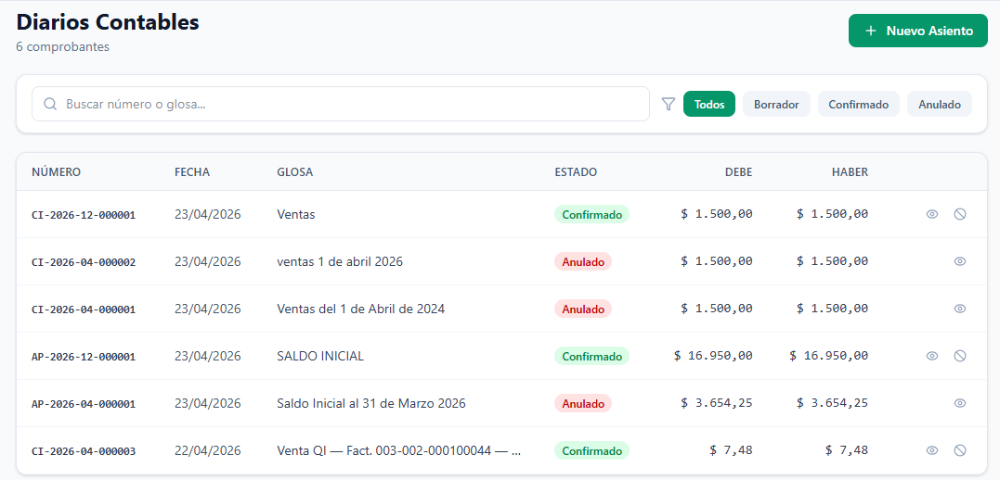 Diarios Contables
6 comprobantes
Nuevo Asiento
Buscar número o glosa...
Todos
Borrador
Confirmado
Anulado
NÚMERO FECHA GLOSA ESTADO DEBE HABER
CI-2026-12-000001 23/04/2026 Ventas Confirmado $ 1.500,00 $ 1.500,00
CI-2026-04-000002 23/04/2026 ventas 1 de abril 2026 Anulado $ 1.500,00 $ 1.500,00
CI-2026-04-000001 23/04/2026 Ventas del 1 de Abril de 2024 Anulado $ 1.500,00 $ 1.500,00
AP-2026-12-000001 23/04/2026 SALDO INICIAL Confirmado $ 16.950,00 $ 16.950,00
AP-2026-04-000001 23/04/2026 Saldo Inicial al 31 de Marzo 2026 Anulado $ 3.654,25 $ 3.654,25
CI-2026-04-000003 22/04/2026 Venta QI — Fact. 003-002-000100044 — ... Confirmado $ 7,48 $ 7,48